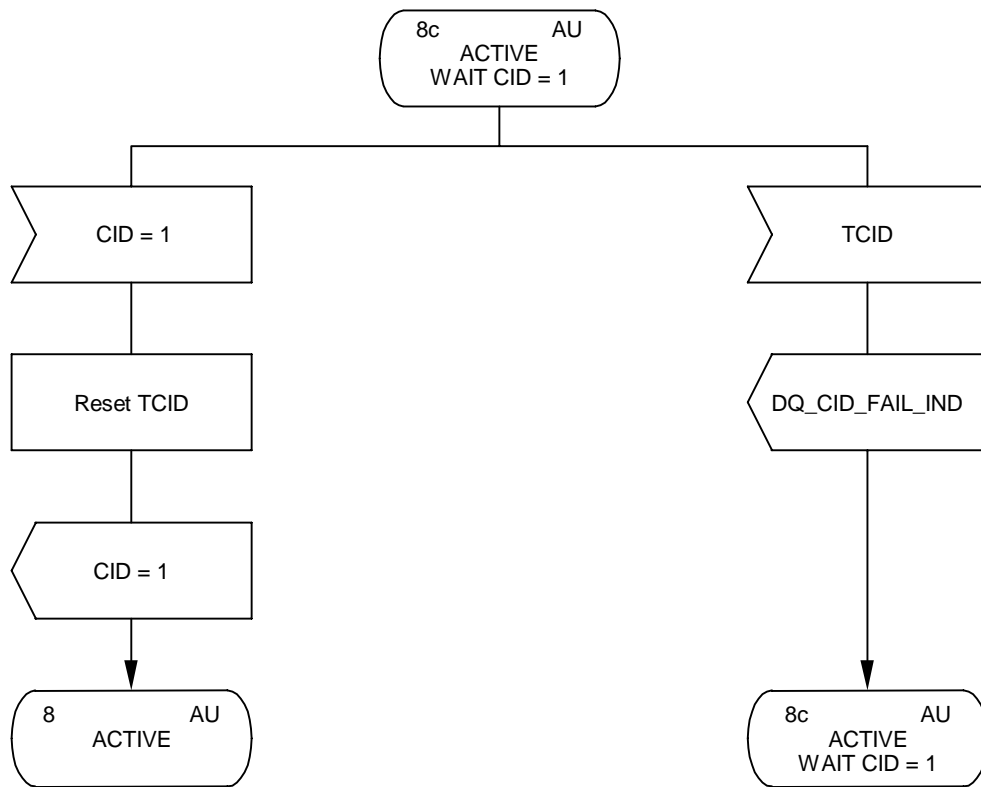 8c AU
ACTIVE
WAIT CID = 1
CID = 1
TCID
Reset TCID
DQ_CID_FAIL_IND
CID = 1
8 AU
ACTIVE
8c AU
ACTIVE
WAIT CID = 1